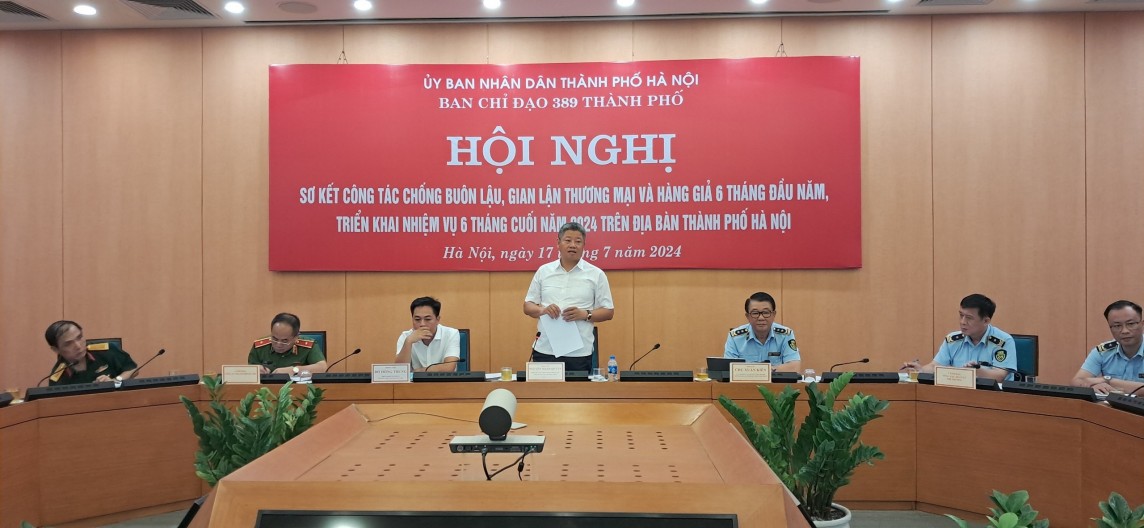 ỦY BAN NHÂN DÂN THÀNH PHỐ HÀ NỘI
BAN CHỈ ĐẠO 389 THÀNH PHỐ
HỘI NGHỊ
SƠ KẾT CÔNG TÁC CHỐNG BUÔN LẬU, GIAN LẬN THƯƠNG MẠI VÀ HÀNG GIẢ 6 THÁNG ĐẦU NĂM,
TRIỂN KHAI NHIỆM VỤ 6 THÁNG CUỐI NĂM 2024 TRÊN ĐỊA BÀN THÀNH PHỐ HÀ NỘI
Hà Nội, ngày 17 7 năm 2024